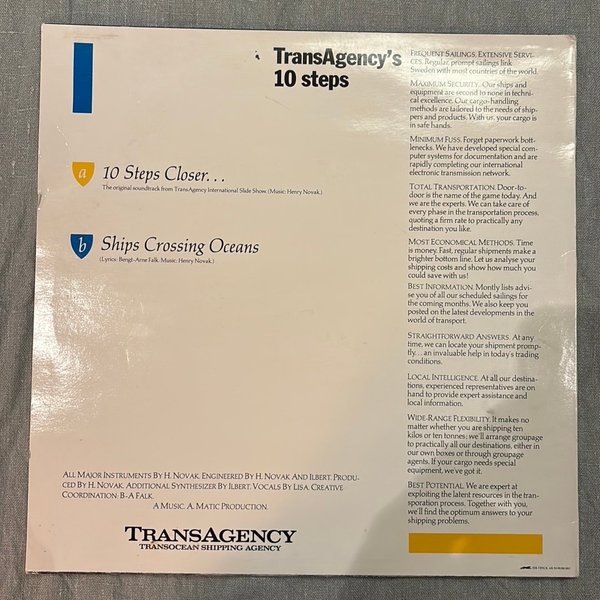 TransAgency's
10 steps
a
10 Steps Closer...
The original soundtrack from TransAgency International Slide Show (Music: Henry Novak.)
b
Ships Crossing Oceans
(Lyrics: Bengt-Arne Falk. Music: Henry Novak.)
ALL MAJOR INSTRUMENTS BY H. NOVAK. ENGINEERED BY H. NOVAK AND ILBERT. PRODU-
CED BY H. NOVAK. ADDITIONAL SYNTHESIZER BY ILBERT. VOCALS BY LISA. CREATIVE
COORDINATION: B-A FALK.
A MUSIC. A. MATIC PRODUCTION.
TRANSAGENCY
TRANSOCEAN SHIPPING AGENCY
FREQUENT SAILINGS, EXTENSIVE SERVI-
CES. Regular, prompt sailings link
Sweden with most countries of the world.
MAXIMUM SECURITY. Our ships and
equipment are second to none in techni-
cal excellence. Our cargo-handling
methods are tailored to the needs of ship-
pers and products. With us, your cargo is
in safe hands.
MINIMUM FUSS. Forget paperwork bott-
lenecks. We have developed special com-
puter systems for documentation and are
rapidly completing our international
electronic transmission network.
TOTAL TRANSPORTATION. Door-to-
door is the name of the game today. And
we are the experts. We can take care of
every phase in the transportation process,
quoting a firm rate to practically any
destination you like.
MOST ECONOMICAL METHODS. Time
is money. Fast, regular shipments make a
brighter bottom line. Let us analyse your
shipping costs and show how much you
could save with us!
BEST INFORMATION. Montly lists advi-
se you of all our scheduled sailings for
the coming months. We also keep you
posted on the latest developments in the
world of transport.
STRAIGHTFORWARD ANSWERS. At any
time, we can locate your shipment promp-
tly... an invaluable help in today's trading
conditions.
LOCAL INTELLIGENCE. At all our destina-
tions, experienced representatives are on
hand to provide expert assistance and
local information.
WIDE-RANGE FLEXIBILITY. It makes no
matter whether you are shipping ten
kilos or ten tonnes: we'll arrange groupage
to practically all our destinations, either
in our own boxes or through groupage
agents. If your cargo needs special
equipment, we've got it.
BEST POTENTIAL. We are expert at
exploiting the latest resources in the tran-
sporation process. Together with you,
we'll find the optimum answers to your
shipping problems.